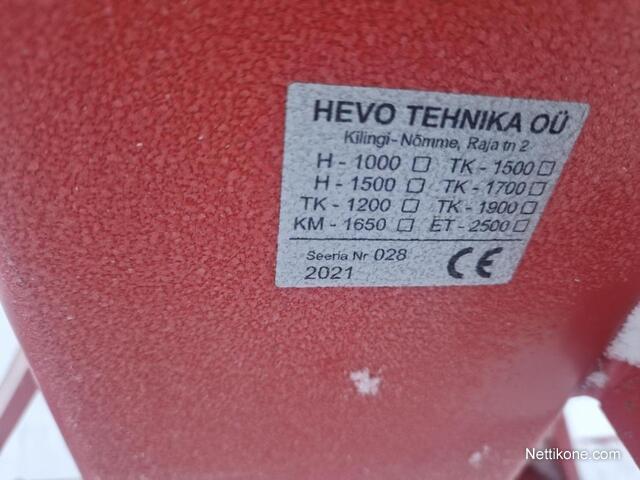 HEVO TEHNIKA OÜ
Kilingi-Nõmme, Raja tn 2
H - 1000 ☐ TK - 1500 ☐
H - 1500 ☐ TK - 1700 ☐
TK - 1200 ☐ TK - 1900 ☐
KM - 1650 ☐ ET - 2500 ☐
Seeria Nr 028
2021 CE
Nettikone.com